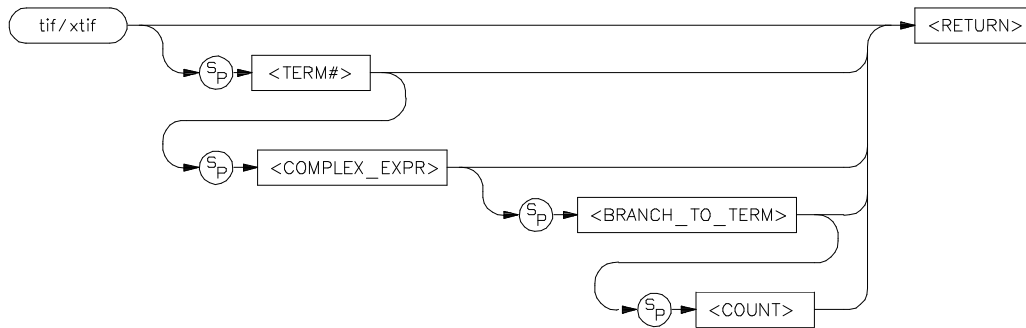 tif/xtif
<RETURN>
SP
<TERM#>
SP
<COMPLEX_EXPR>
SP
<BRANCH_TO_TERM>
SP
<COUNT>